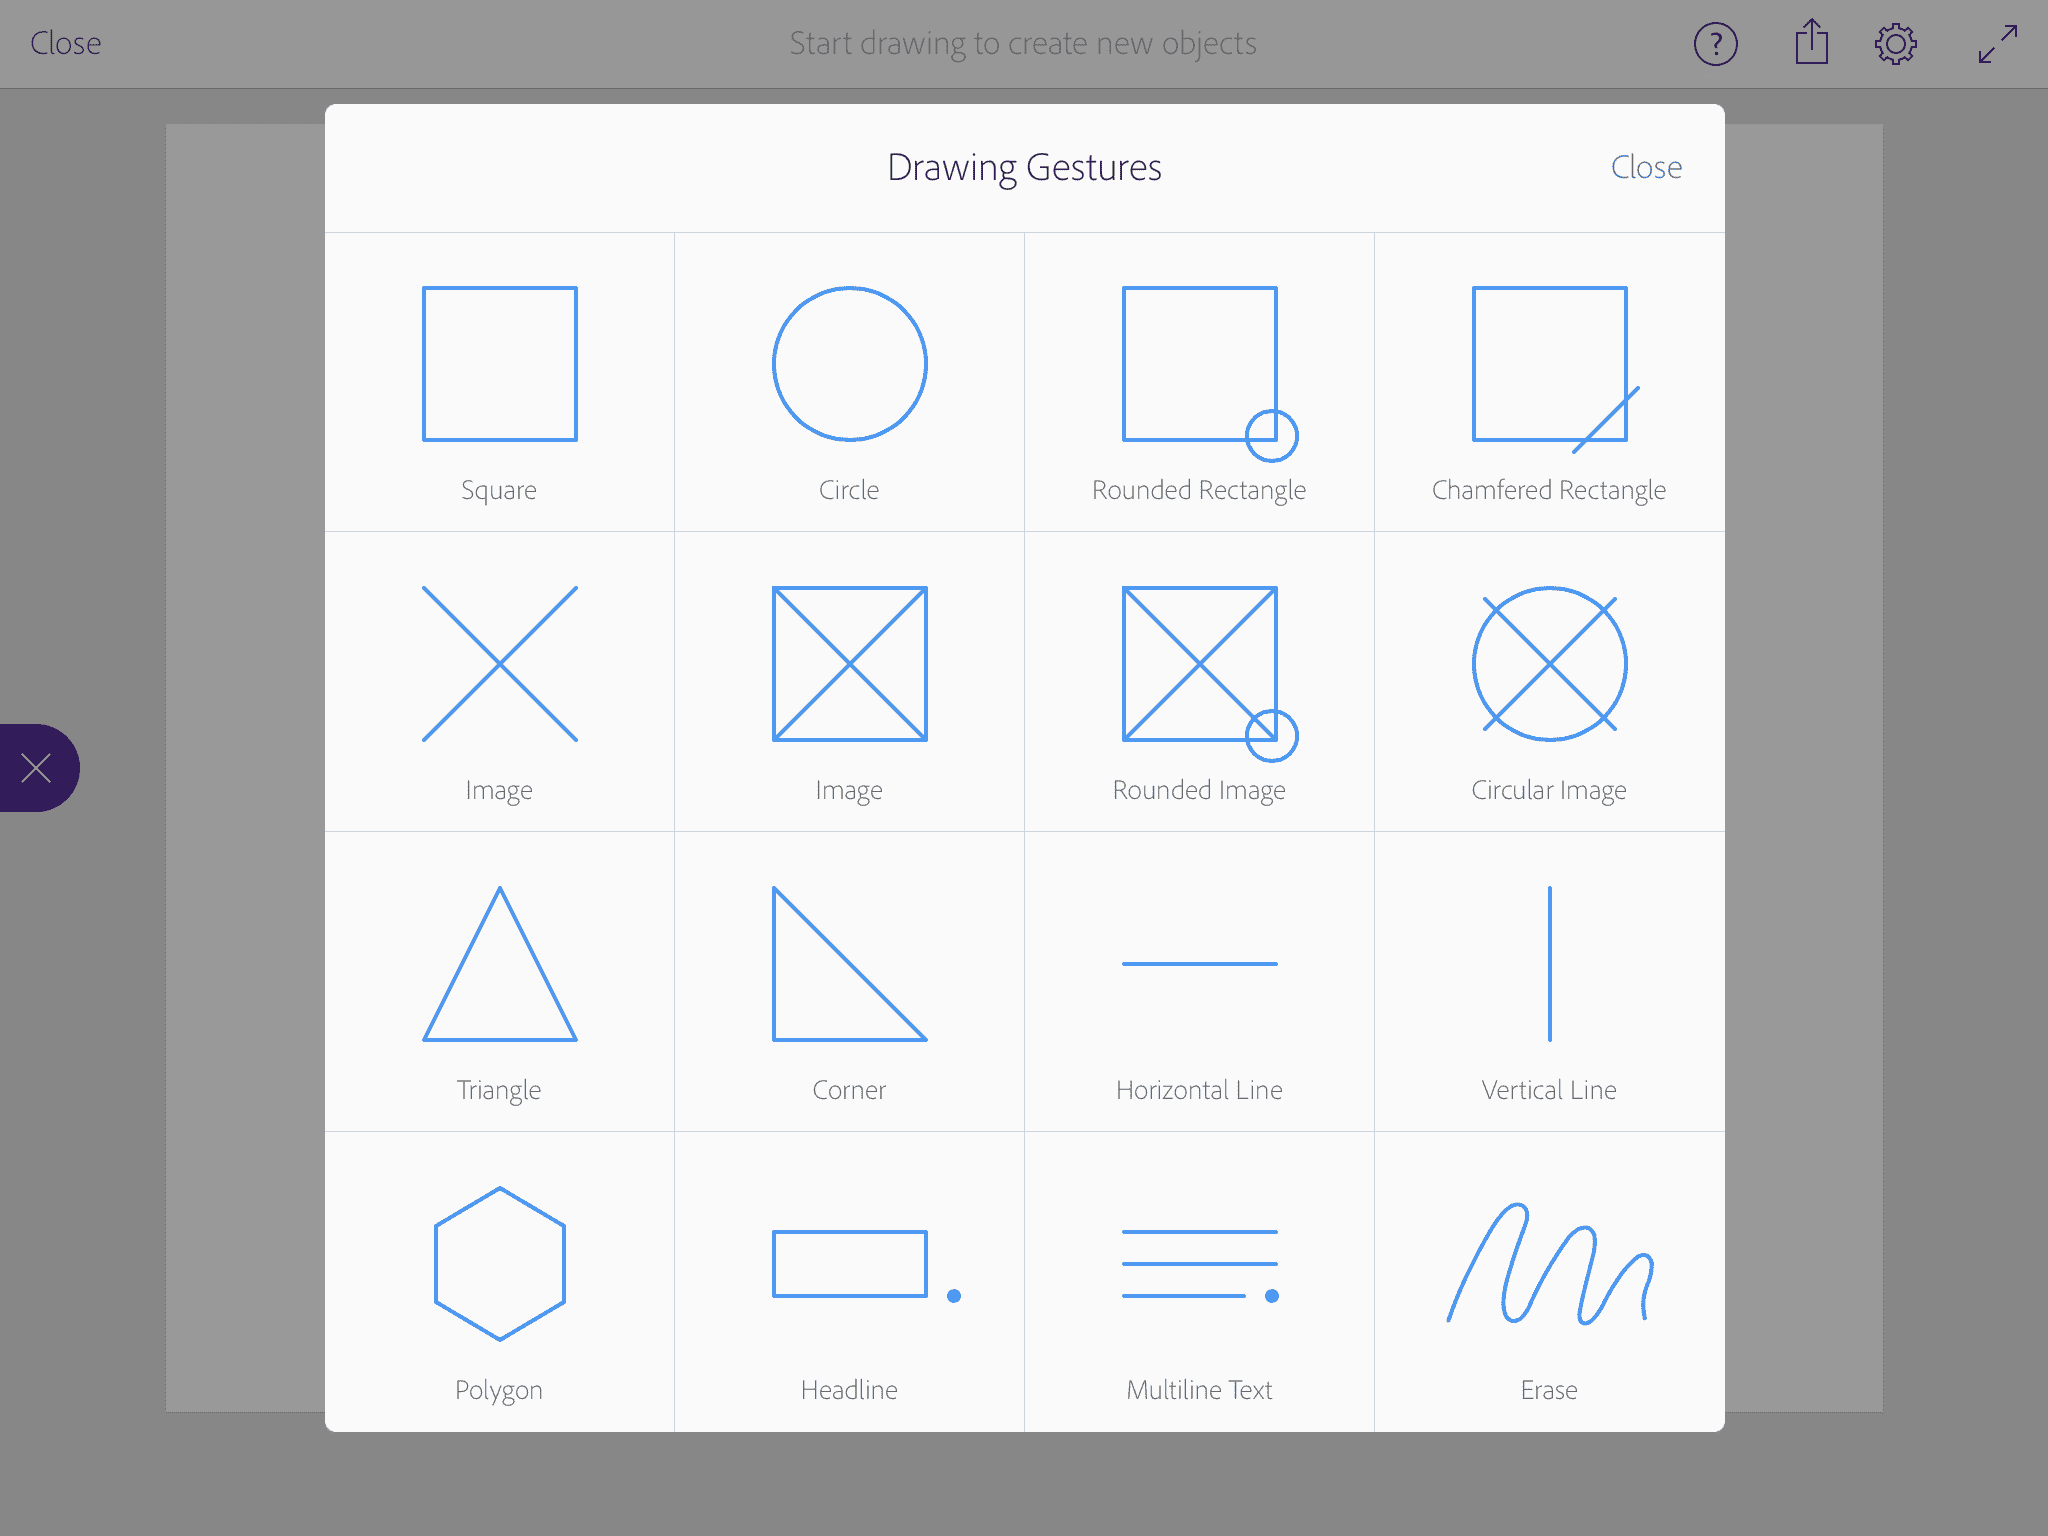 Close
Start drawing to create new objects
?
Drawing Gestures
Close
Square
Circle
Rounded Rectangle
Chamfered Rectangle
Image
Image
Rounded Image
Circular Image
Triangle
Corner
Horizontal Line
Vertical Line
Polygon
Headline
Multiline Text
Erase